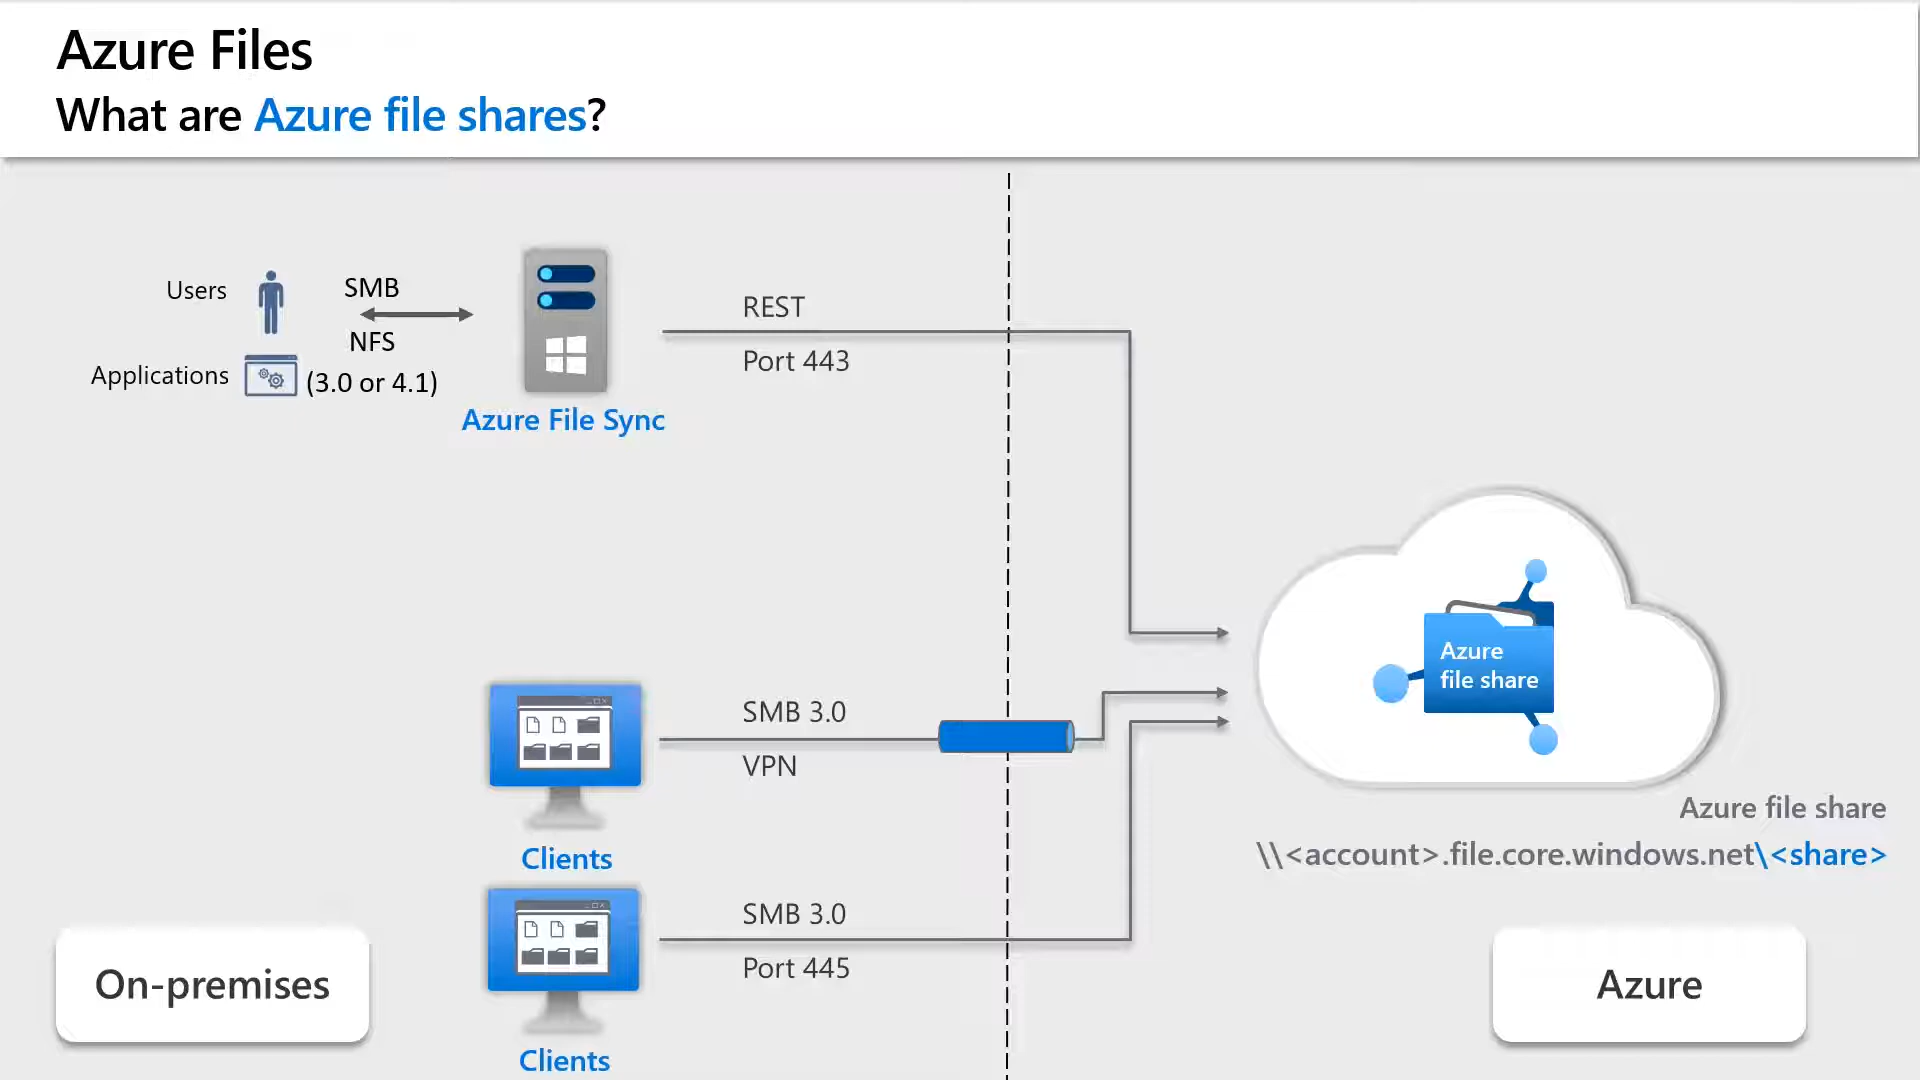 Azure Files
What are Azure file shares?
Users
SMB
NFS
Applications
(3.0 or 4.1)
Azure File Sync
REST
Port 443
SMB 3.0
VPN
Clients
SMB 3.0
Port 445
Clients
Azure
file share
Azure file share
\\<account>.file.core.windows.net\<share>
On-premises
Azure